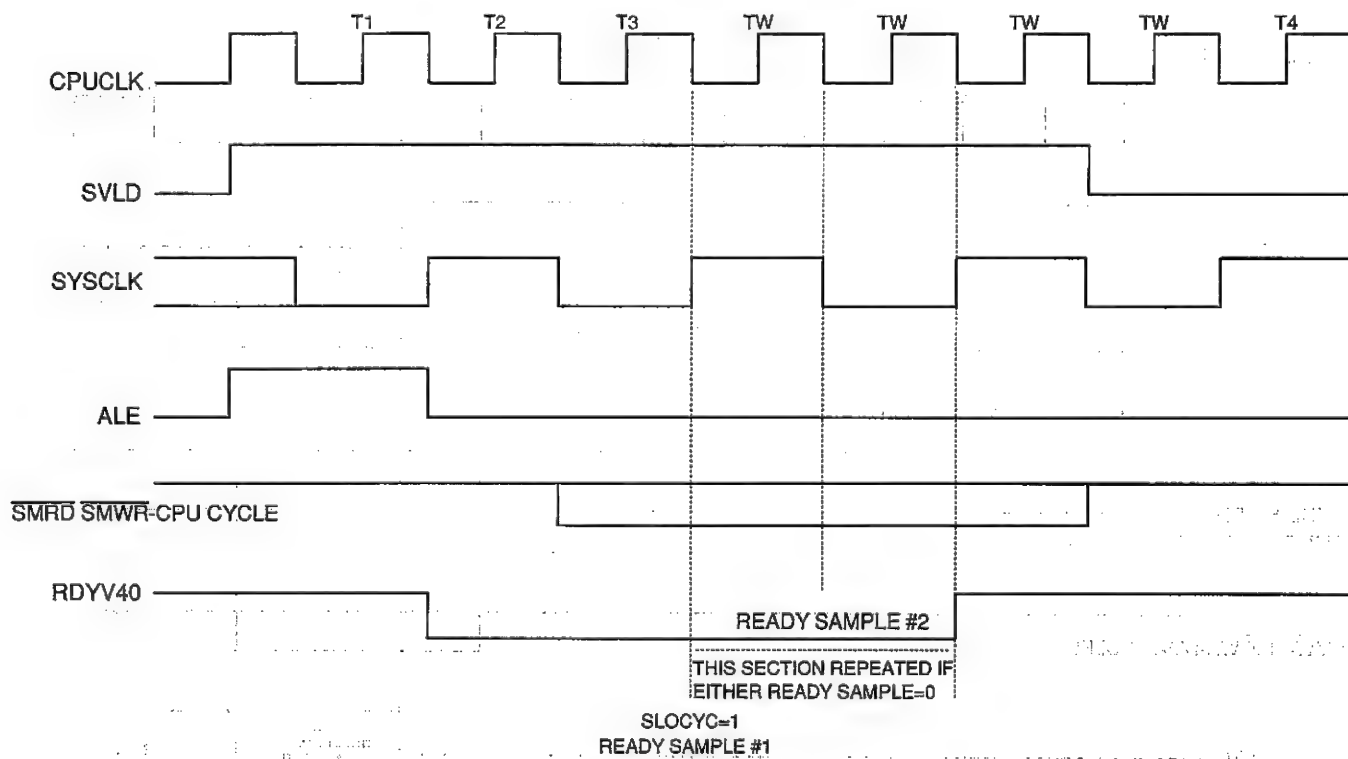 T1 T2 T3 TW TW TW TW T4
CPUCLK
SVLD
SYSCLK
ALE
SMRD SMWR-CPU CYCLE
RDYV40
READY SAMPLE #2
THIS SECTION REPEATED IF
EITHER READY SAMPLE=0
SLOCYC=1
READY SAMPLE #1